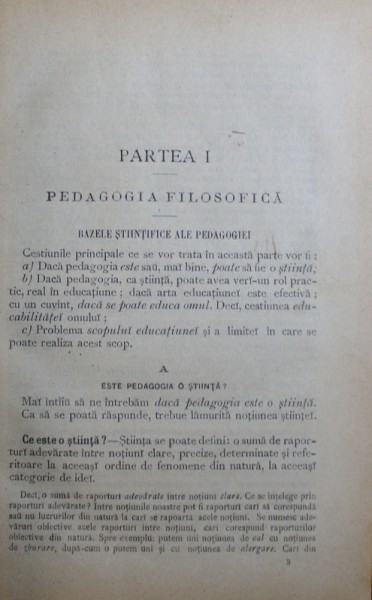 PARTEA I
PEDAGOGIA FILOSOFICĂ
BAZELE ȘTIINȚIFICE ALE PEDAGOGIEI
Cestiunile principale ce se vor trata în această parte vor fi :
a) Dacă pedagogia este saŭ, maĭ bine, poate să fie o știință;
b) Dacă pedagogia, ca știință, poate avea verĭ-un rol prac-
tic, real în educațiune ; dacă arta educațiuneĭ este efectivă ;
cu un cuvînt, dacă se poate educa omul. Decĭ, cestiunea edu-
cabilitățeĭ omuluĭ ;
c) Problema scopuluĭ educațiuneĭ și a limiteĭ în care se
poate realiza acest scop.
A
ESTE PEDAGOGIA O ȘTIINȚĂ?
Maĭ întîiŭ să ne întrebăm dacă pedagogia este o știință.
Ca să se poată răspunde, trebue lămurită noțiunea științeĭ.
Ce este o știință?—Știința se poate defini: o sumă de rapor-
turĭ adevărate între noțiunĭ clare, precize, determinate și refe-
ritoare la aceeașĭ ordine de fenomene din natură, la aceeașĭ
categorie de ideĭ.
Decĭ, o sumă de raporturĭ adevărate între noțiunĭ clare. Ce se înțelege prin
raporturĭ adevărate? Între noțiunile noastre pot fi raporturĭ carĭ să corespundă
saŭ nu lucrurilor din natură la carĭ se rapoartă acele noțiunĭ. Se numesc ade-
vărurĭ obiective acele raporturĭ între noțiunĭ, carĭ corespund raporturilor
obiective din natură. Spre exemplu: putem uni noțiunea de cal cu noțiunea
de sburare, după-cum o putem uni și cu noțiunea de alergare. Carĭ din